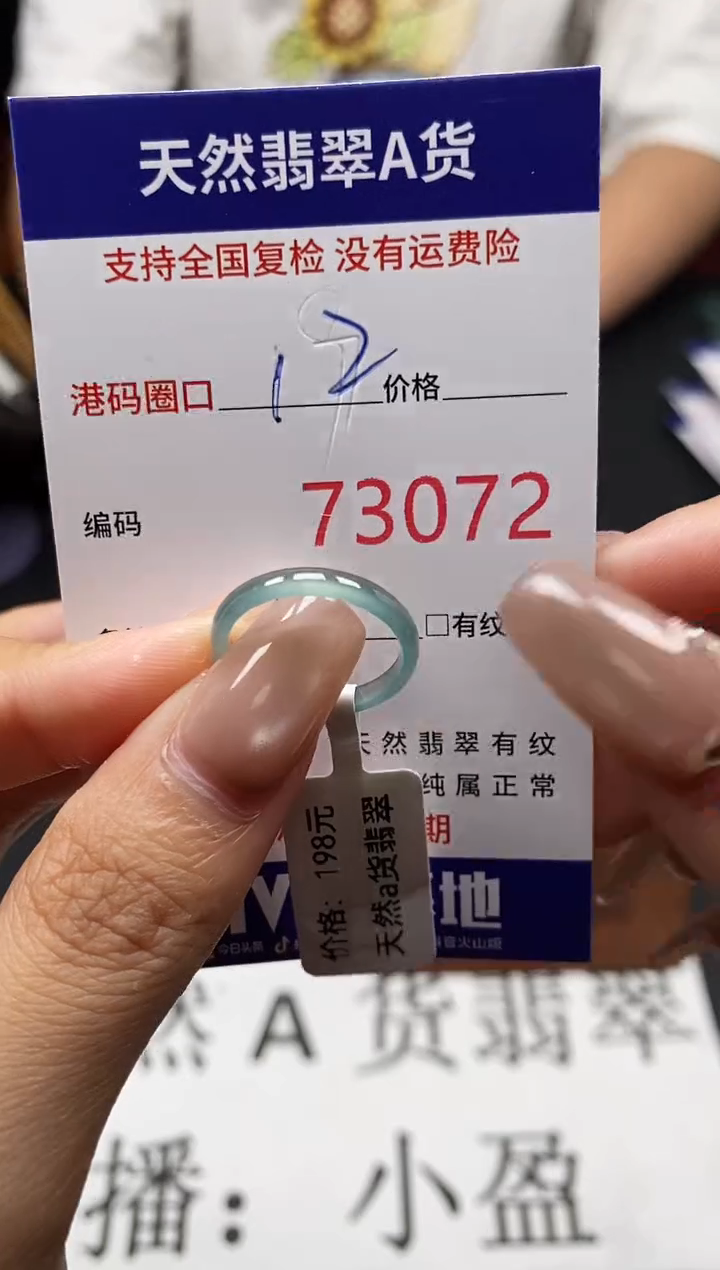 天然翡翠A货
支持全国复检 没有运费险
港码圈口 12 价格
编码 73072
□有纹
天然翡翠有纹
纯属正常
期
地
价格：198元
天然a货翡翠
然A货翡翠
播：小盈